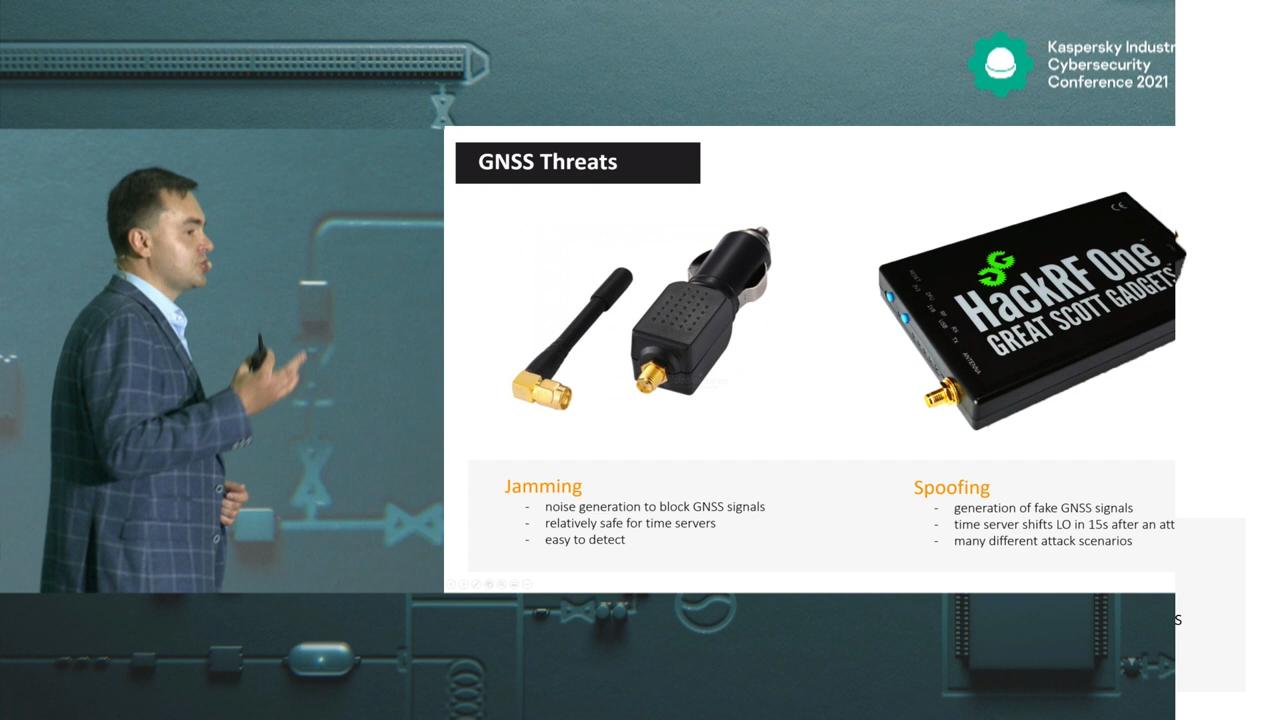 Kaspersky Industr
Cybersecurity
Conference 2021
GNSS Threats
HackRF One
GREAT SCOTT GADGETS
ANTENNA
Jamming
- noise generation to block GNSS signals
- relatively safe for time servers
- easy to detect
Spoofing
- generation of fake GNSS signals
- time server shifts LO in 15s after an att
- many different attack scenarios
s